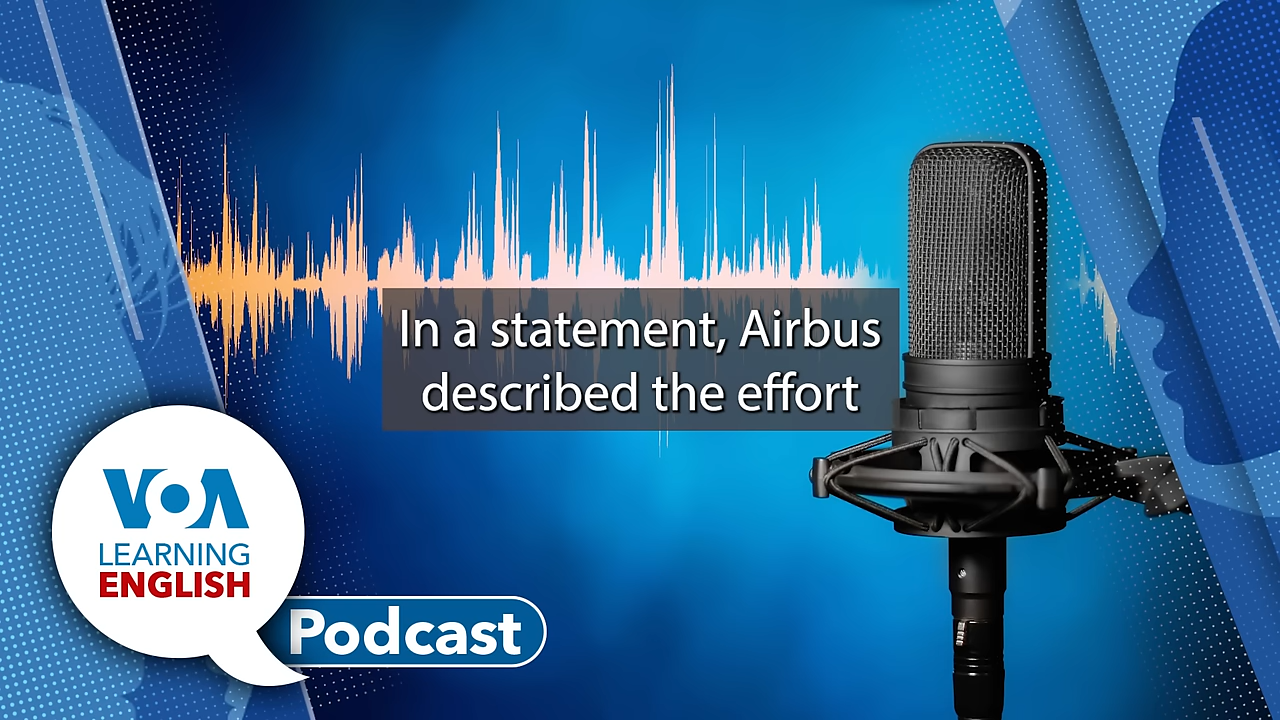 In a statement, Airbus
described the effort
VOA
LEARNING
ENGLISH
Podcast